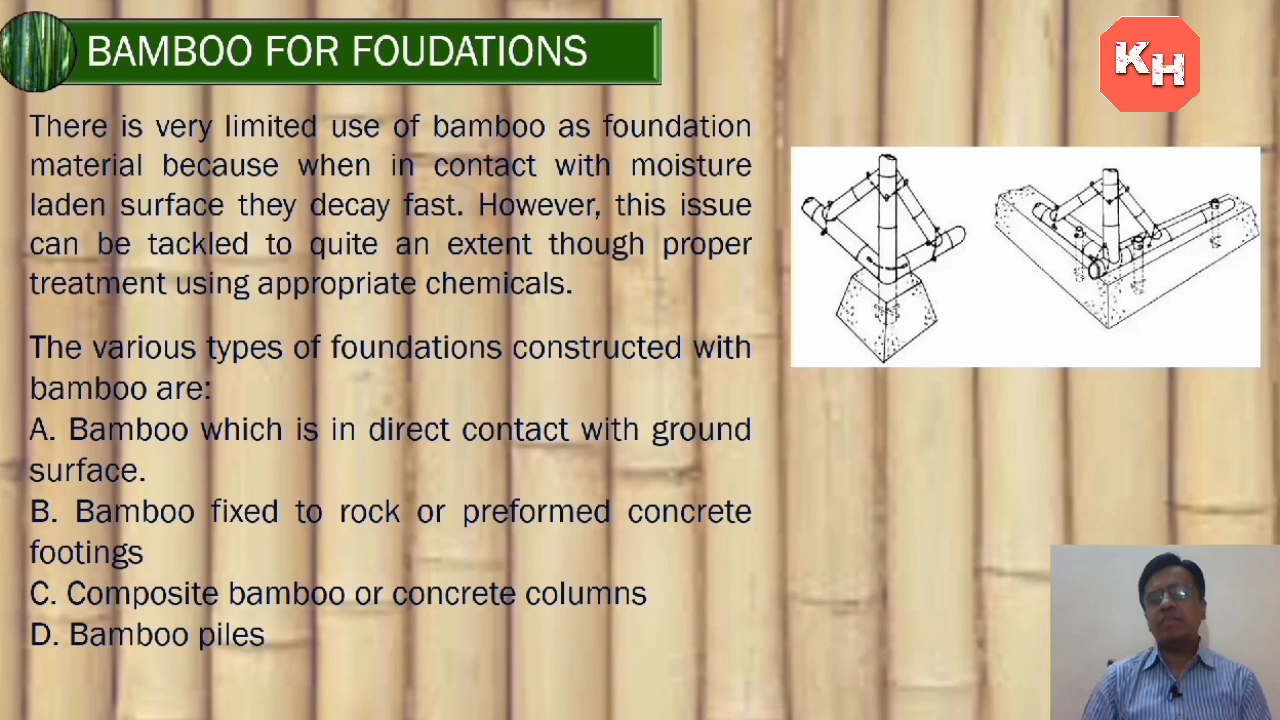 BAMBOO FOR FOUDATIONS
KH
There is very limited use of bamboo as foundation
material because when in contact with moisture
laden surface they decay fast. However, this issue
can be tackled to quite an extent though proper
treatment using appropriate chemicals.
The various types of foundations constructed with
bamboo are:
A. Bamboo which is in direct contact with ground
surface.
B. Bamboo fixed to rock or preformed concrete
footings
C. Composite bamboo or concrete columns
D. Bamboo piles